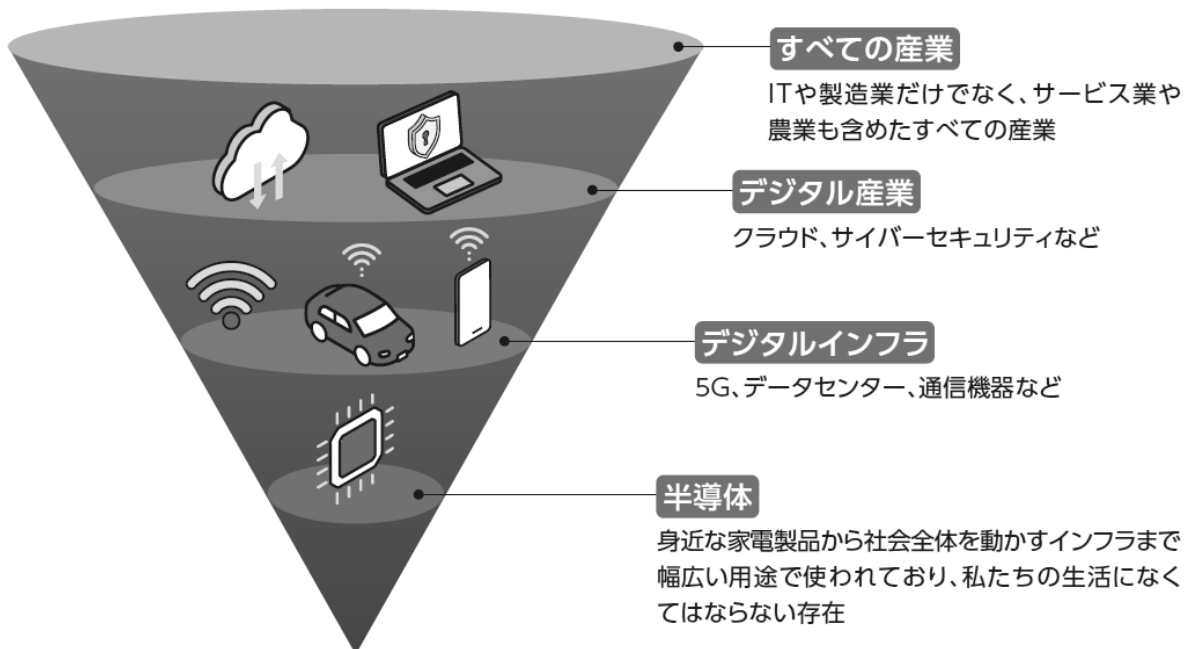 すべての産業
ITや製造業だけでなく、サービス業や
農業も含めたすべての産業
デジタル産業
クラウド、サイバーセキュリティなど
デジタルインフラ
5G、データセンター、通信機器など
半導体
身近な家電製品から社会全体を動かすインフラまで
幅広い用途で使われており、私たちの生活になく
てはならない存在